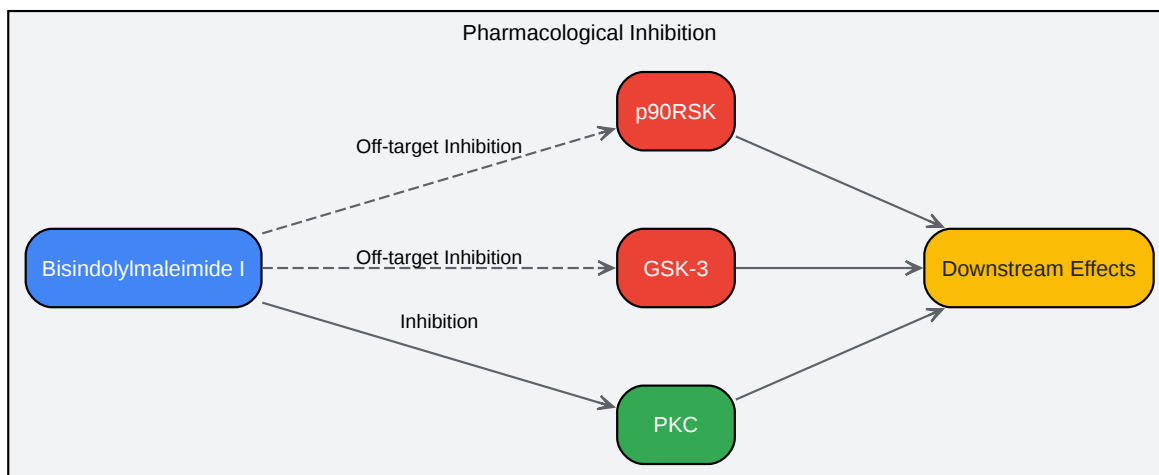 Pharmacological Inhibition
p90RSK
Off-target Inhibition
Bisindolylmaleimide I
Off-target Inhibition
GSK-3
Downstream Effects
Inhibition
PKC